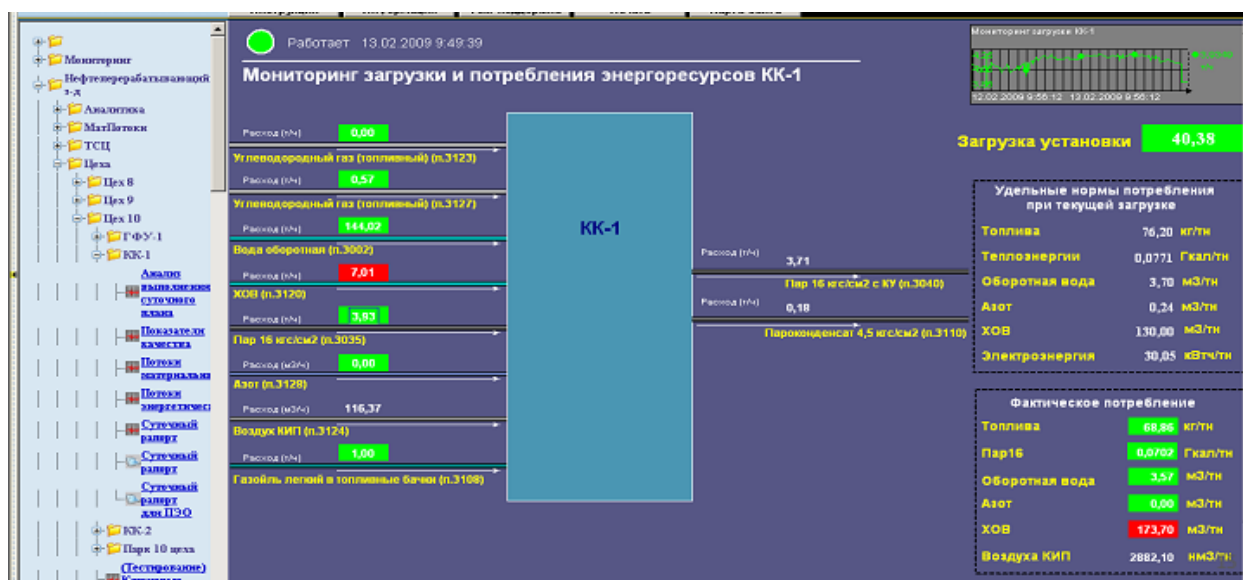 Работает 13.02.2009 9:49:39
Мониторинг загрузки и потребления энергоресурсов КК-1
Мониторинг загрузки КК-1
12.02.2009 9:56:12 13.02.2009 9:56:12
Мониторинг
Нефтеперерабатывающий
з-д
Аналитика
МатПотоки
ТСЦ
Цеха
Цех 8
Цех 9
Цех 10
ГФУ-1
КК-1
Анализ
выполнения
суточного
плана
Показатели
качества
Потоки
Потоки
Суточный
рапорт
Суточный
рапорт
Суточный
рапорт
для ПЭО
КК-2
Парк 10 цеха
(Тестирование)
Расход (т/ч) 0,00
Углеводородный газ (топливный) (п.3123)
Расход (т/ч) 0,57
Углеводородный газ (топливный) (п.3127)
Расход (т/ч) 144,02
Вода оборотная (п.3002)
Расход (т/ч) 7,01
ХОВ (п.3120)
Расход (т/ч) 3,93
Пар 16 кгс/см2 (п.3035)
Расход (м3/ч) 0,00
Азот (п.3128)
Расход (м3/ч) 116,37
Воздух КИП (п.3124)
Расход (т/ч) 1,00
Газойль легкий в топливные бачки (п.3108)
КК-1
Расход (т/ч) 3,71
Пар 16 кгс/см2 с КУ (п.3040)
Расход (т/ч) 0,18
Пароконденсат 4,5 кгс/см2 (п.3110)
Загрузка установки 40,38
Удельные нормы потребления
при текущей загрузке
Топлива 76,20 кг/тн
Теплоэнергии 0,0771 Гкал/тн
Оборотная вода 3,70 м3/тн
Азот 0,24 м3/тн
ХОВ 130,00 м3/тн
Электроэнергия 30,05 кВтч/тн
Фактическое потребление
Топлива 68,86 кг/тн
Пар16 0,0702 Гкал/тн
Оборотная вода 3,57 м3/тн
Азот 0,00 м3/тн
ХОВ 173,70 м3/тн
Воздуха КИП 2882,10 нм3/тн